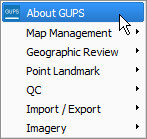 GUPS About GUPS
Map Management
Geographic Review
Point Landmark
QC
Import / Export
Imagery